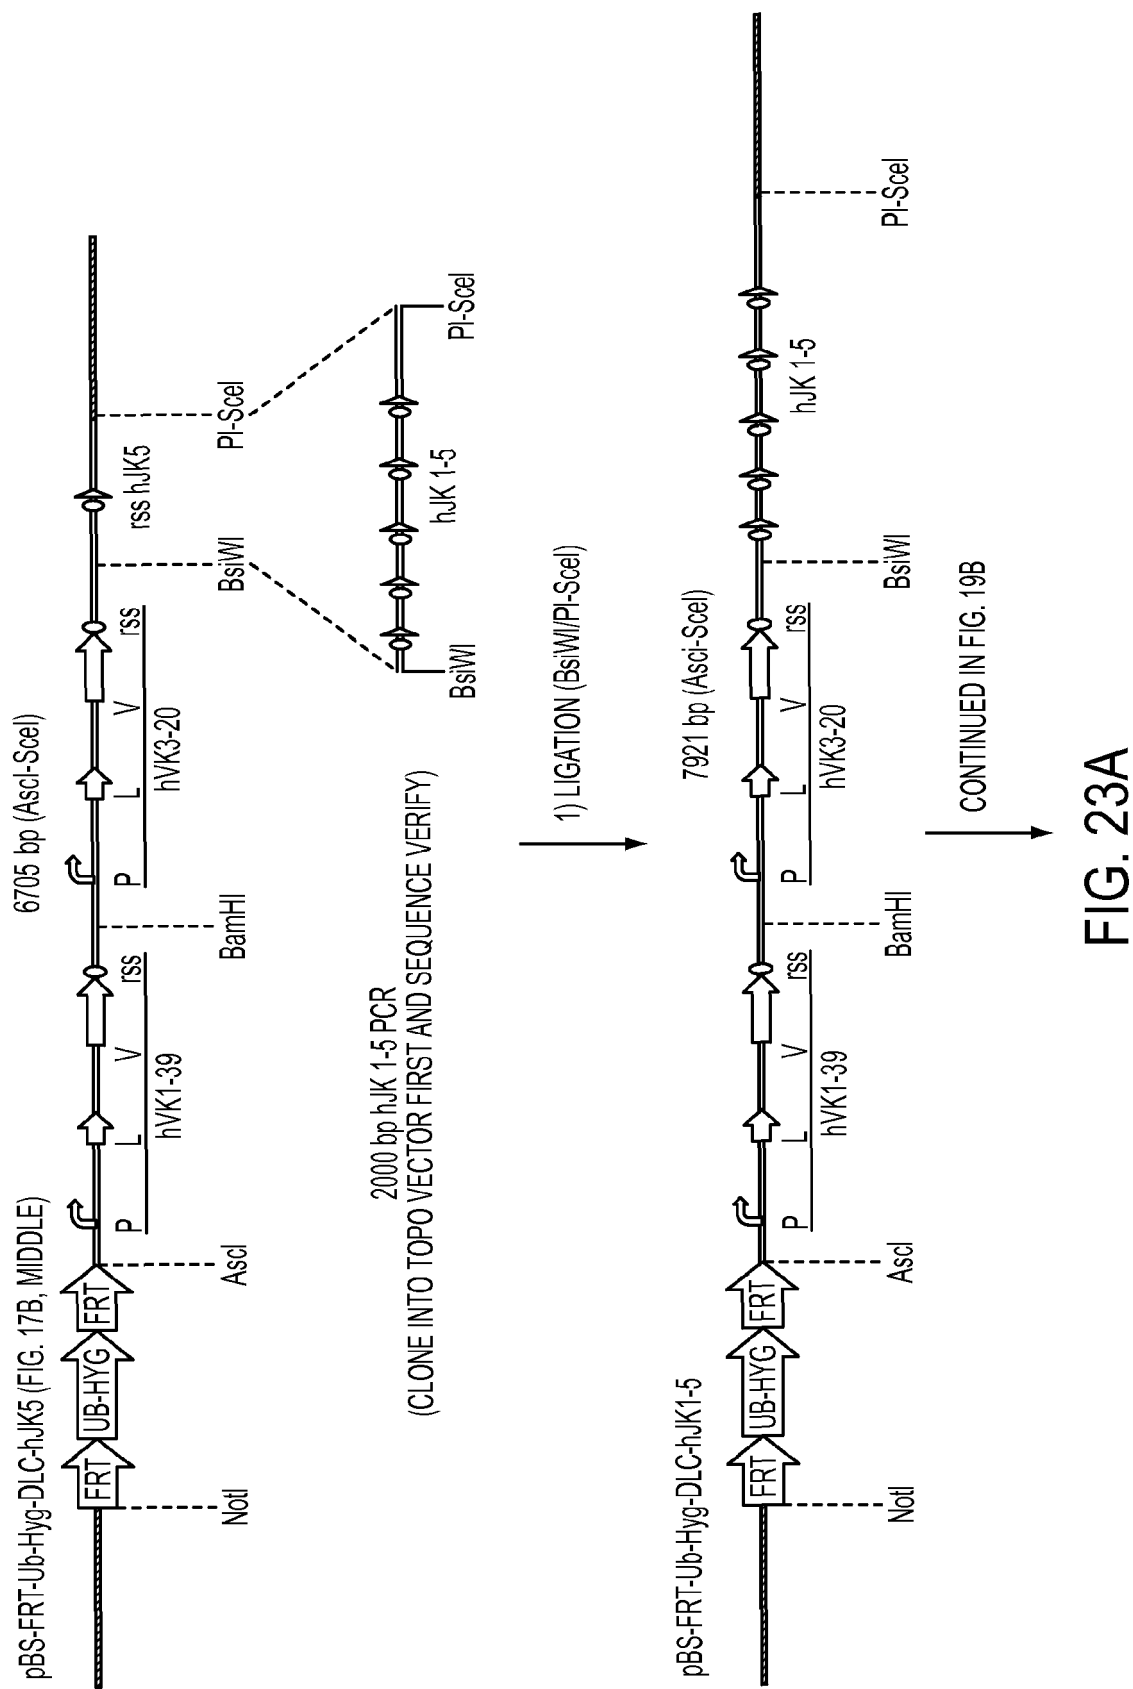 pBS-FRT-Ub-Hyg-DLC-hJK5 (FIG. 17B, MIDDLE)
6705 bp (AscI-SceI)
FRT
UB-HYG
FRT
P
L
V
rss
hVK1-39
P
L
V
rss
hVK3-20
rss hJK5
NotI
AscI
BamHI
BsiWI
PI-SceI
2000 bp hJK 1-5 PCR
(CLONE INTO TOPO VECTOR FIRST AND SEQUENCE VERIFY)
hJK 1-5
BsiWI
PI-SceI
1) LIGATION (BsiWI/PI-SceI)
pBS-FRT-Ub-Hyg-DLC-hJK1-5
7921 bp (Asci-SceI)
FRT
UB-HYG
FRT
P
L
V
rss
hVK1-39
P
L
V
rss
hVK3-20
hJK 1-5
NotI
AscI
BamHI
BsiWI
PI-SceI
CONTINUED IN FIG. 19B
FIG. 23A